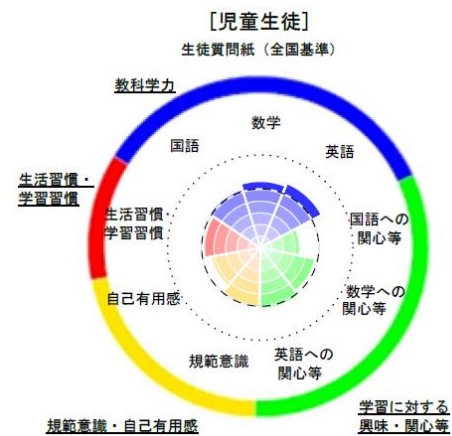 [児童生徒]
生徒質問紙（全国基準）
教科学力
数学
国語
英語
生活習慣・
学習習慣
生活習慣・
学習習慣
国語への
関心等
数学への
関心等
自己有用感
規範意識
英語への
関心等
学習に対する
興味・関心等
規範意識・自己有用感